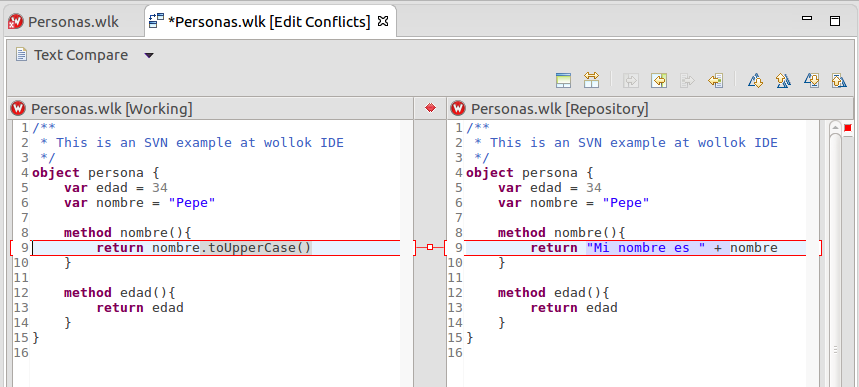 Personas.wlk
*Personas.wlk [Edit Conflicts]
Text Compare
Personas.wlk [Working]
1 /**
2  * This is an SVN example at wollok IDE
3  */
4 object persona {
5     var edad = 34
6     var nombre = "Pepe"
7
8     method nombre(){
9         return nombre.toUpperCase()
10     }
11
12     method edad(){
13         return edad
14     }
15 }
16
Personas.wlk [Repository]
1 /**
2  * This is an SVN example at wollok IDE
3  */
4 object persona {
5     var edad = 34
6     var nombre = "Pepe"
7
8     method nombre(){
9         return "Mi nombre es " + nombre
10     }
11
12     method edad(){
13         return edad
14     }
15 }
16